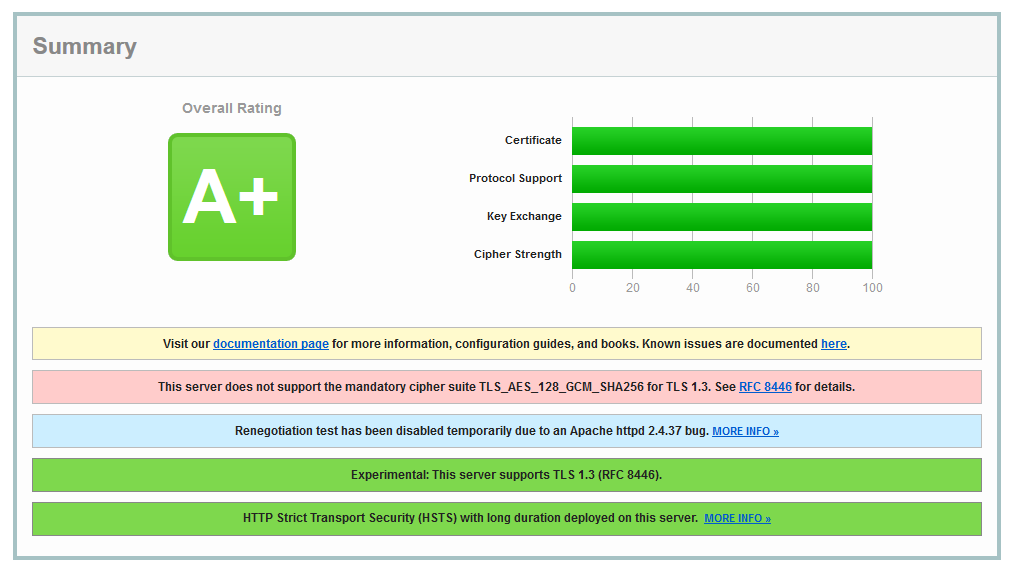 Summary
Overall Rating
A+
Certificate
Protocol Support
Key Exchange
Cipher Strength
0 20 40 60 80 100
Visit our documentation page for more information, configuration guides, and books. Known issues are documented here.
This server does not support the mandatory cipher suite TLS_AES_128_GCM_SHA256 for TLS 1.3. See RFC 8446 for details.
Renegotiation test has been disabled temporarily due to an Apache httpd 2.4.37 bug. MORE INFO »
Experimental: This server supports TLS 1.3 (RFC 8446).
HTTP Strict Transport Security (HSTS) with long duration deployed on this server. MORE INFO »